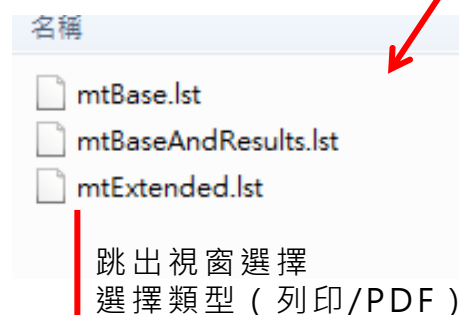 名稱
mtBase.lst
mtBaseAndResults.lst
mtExtended.lst
跳出視窗選擇
選擇類型（列印/PDF）